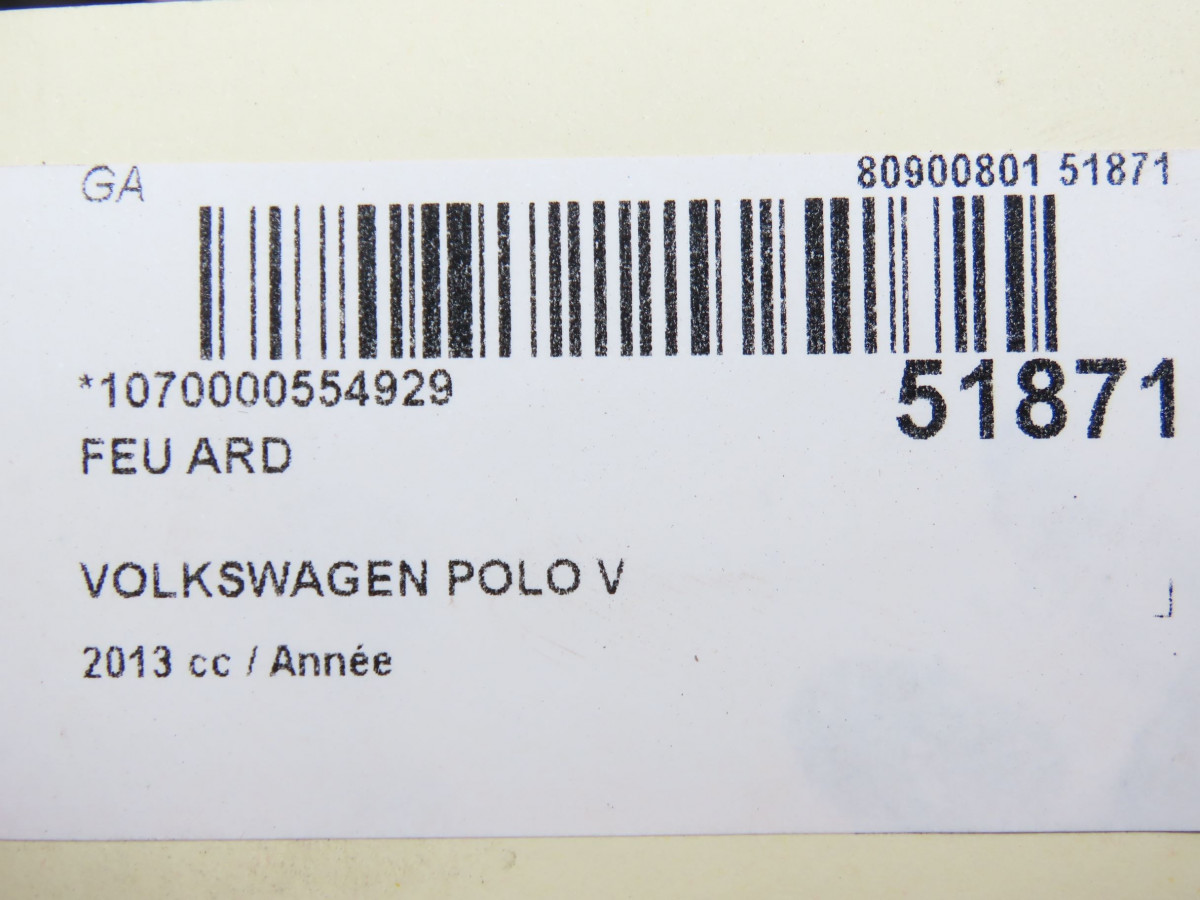 GA
80900801 51871
*1070000554929
51871
FEU ARD
VOLKSWAGEN POLO V
2013 cc / Année